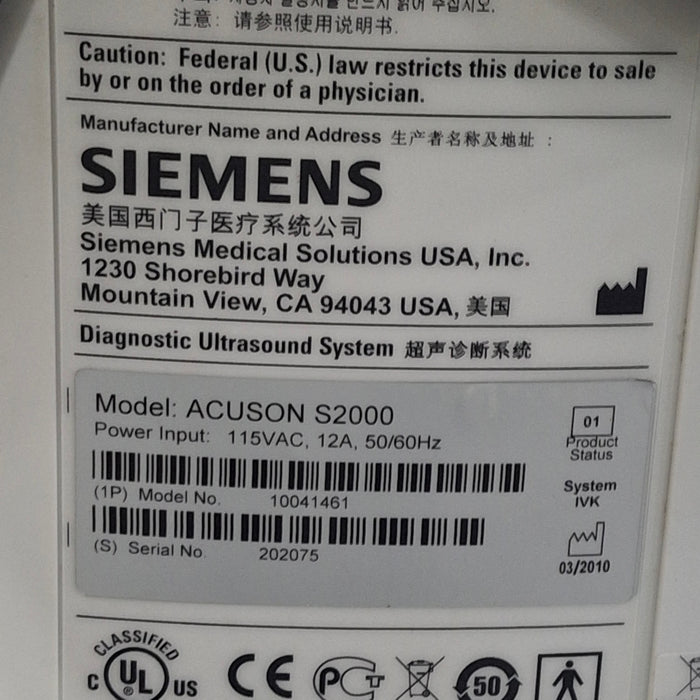 注意：请参照使用说明书.
Caution: Federal (U.S.) law restricts this device to sale
by or on the order of a physician.
Manufacturer Name and Address 生产者名称及地址：
SIEMENS
美国西门子医疗系统公司
Siemens Medical Solutions USA, Inc.
1230 Shorebird Way
Mountain View, CA 94043 USA, 美国
Diagnostic Ultrasound System 超声诊断系统
Model: ACUSON S2000
Power Input: 115VAC, 12A, 50/60Hz
01
Product
Status
(1P) Model No. 10041461
System
IVK
(S) Serial No. 202075
03/2010
CLASSIFIED
C UL US
®
CE
50